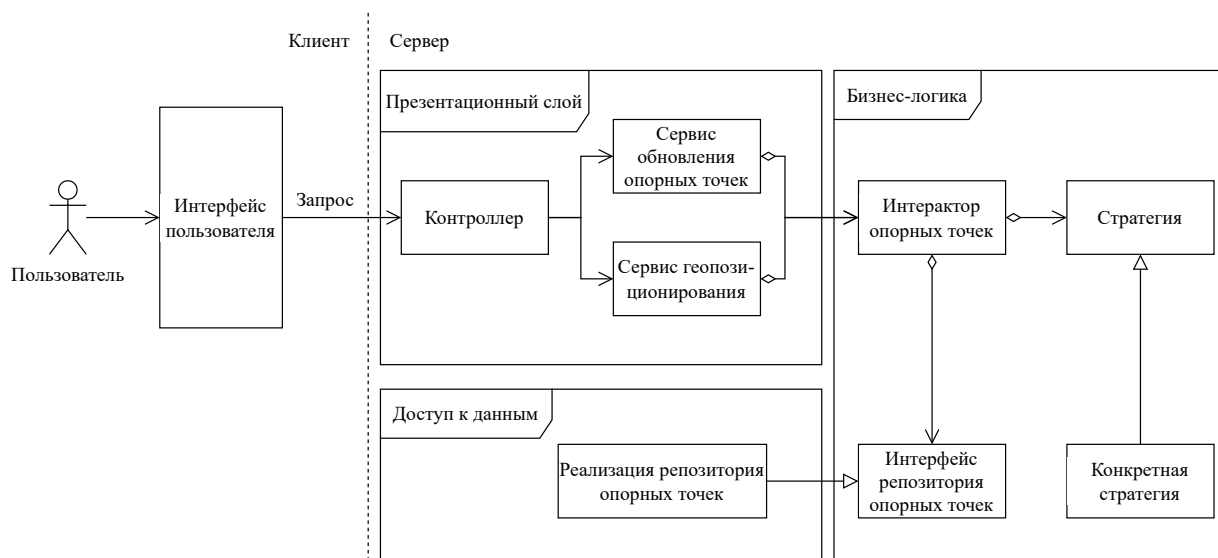 Клиент
Сервер
Презентационный слой
Бизнес-логика
Сервис
обновления
опорных точек
Интерфейс
пользователя
Запрос
Контроллер
Интерактор
опорных точек
Стратегия
Пользователь
Сервис геопози-
ционирования
Доступ к данным
Реализация репозитория
опорных точек
Интерфейс
репозитория
опорных точек
Конкретная
стратегия